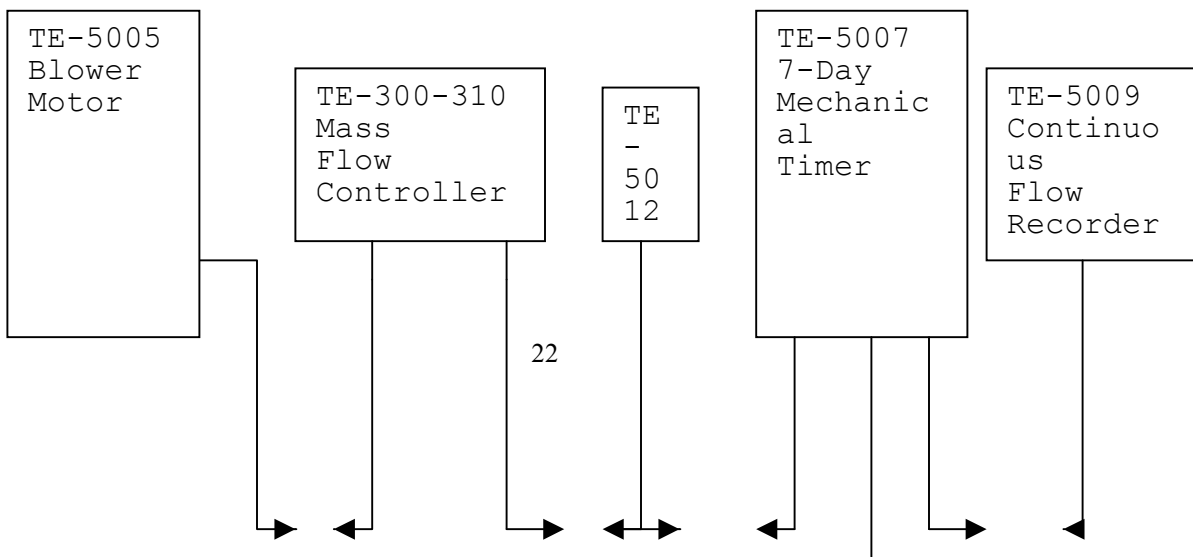 TE-5005
Blower
Motor
TE-300-310
Mass
Flow
Controller
TE
-
50
12
TE-5007
7-Day
Mechanic
al
Timer
TE-5009
Continuo
us
Flow
Recorder
22